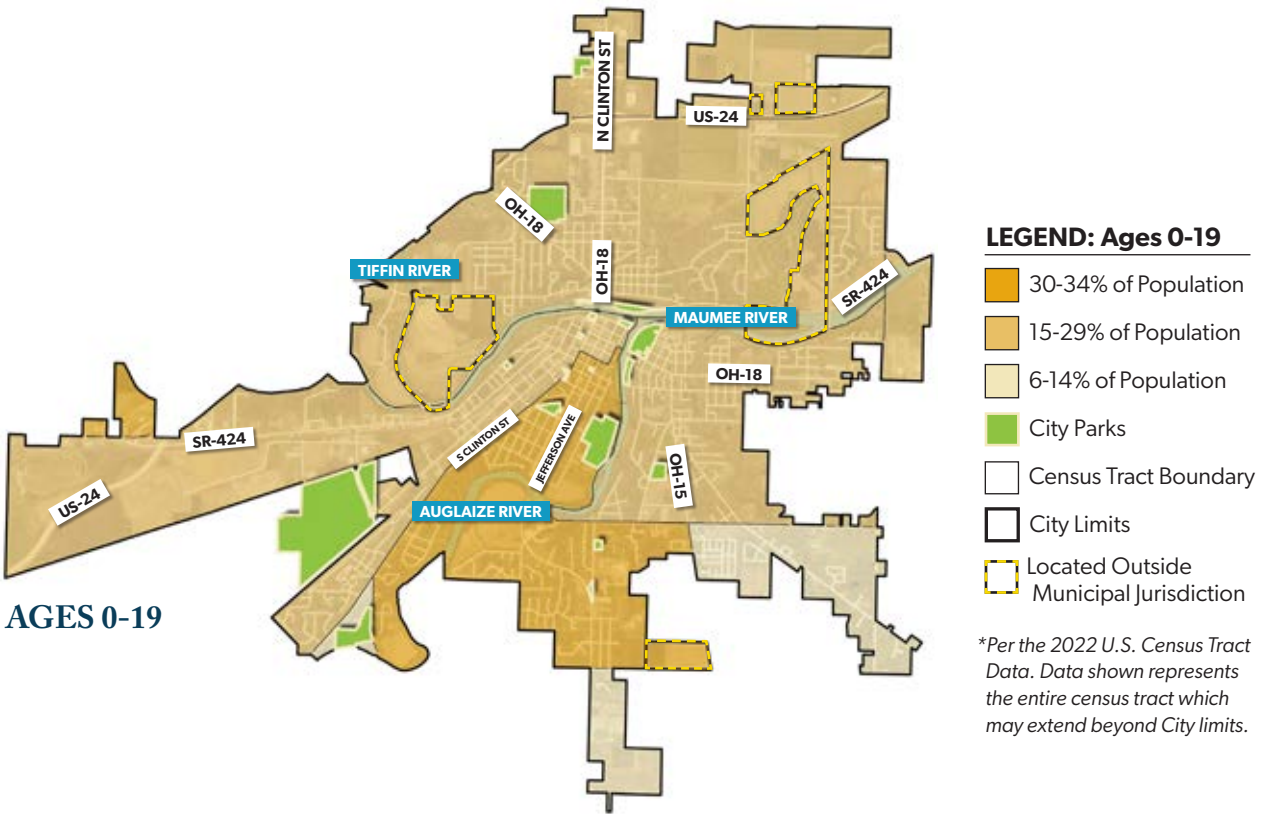 N CLINTON ST
US-24
OH-18
OH-18
TIFFIN RIVER
SR-424
MAUMEE RIVER
OH-18
SR-424
S CLINTON ST
JEFFERSON AVE
OH-15
US-24
AUGLAIZE RIVER
AGES 0-19
LEGEND: Ages 0-19
30-34% of Population
15-29% of Population
6-14% of Population
City Parks
Census Tract Boundary
City Limits
Located Outside
Municipal Jurisdiction
*Per the 2022 U.S. Census Tract
Data. Data shown represents
the entire census tract which
may extend beyond City limits.